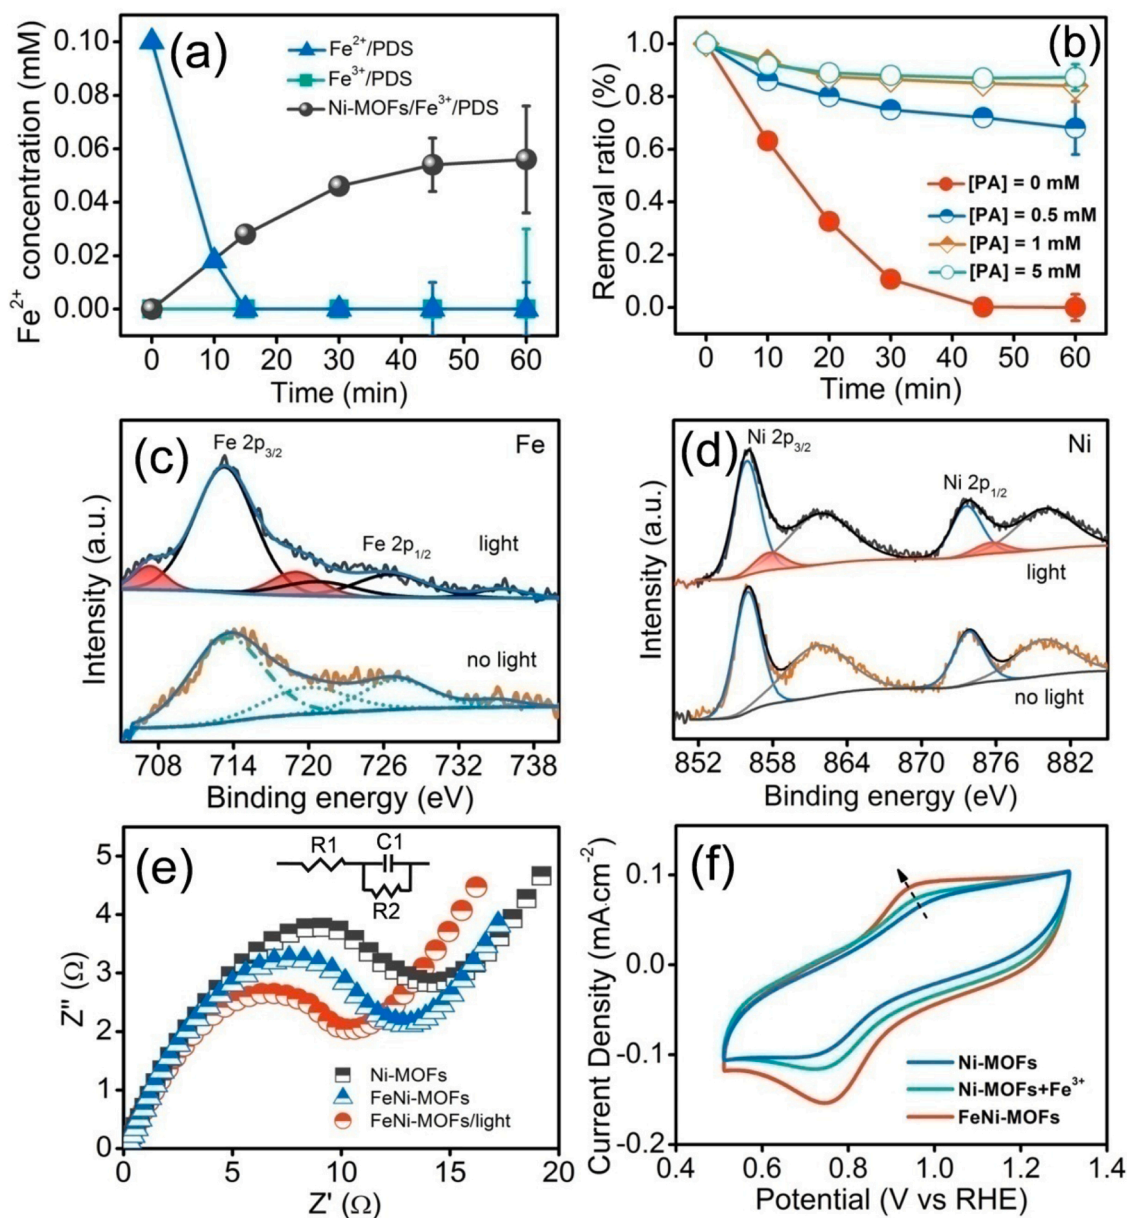 (a)
Fe²⁺/PDS
Fe³⁺/PDS
Ni-MOFs/Fe³⁺/PDS
Fe²⁺ concentration (mM)
0.10
0.08
0.06
0.04
0.02
0.00
0 10 20 30 40 50 60
Time (min)
(b)
Removal ratio (%)
1.0
0.8
0.6
0.4
0.2
0.0
[PA] = 0 mM
[PA] = 0.5 mM
[PA] = 1 mM
[PA] = 5 mM
0 10 20 30 40 50 60
Time (min)
(c)
Fe 2p₃/₂
Fe
Fe 2p₁/₂
light
no light
Intensity (a.u.)
708 714 720 726 732 738
Binding energy (eV)
(d)
Ni 2p₃/₂
Ni
Ni 2p₁/₂
light
no light
Intensity (a.u.)
852 858 864 870 876 882
Binding energy (eV)
(e)
R1
C1
R2
Z'' (Ω)
5
4
3
2
1
0
Ni-MOFs
FeNi-MOFs
FeNi-MOFs/light
0 5 10 15 20
Z' (Ω)
(f)
Current Density (mA.cm⁻²)
0.1
0.0
-0.1
-0.2
Ni-MOFs
Ni-MOFs+Fe³⁺
FeNi-MOFs
0.4 0.6 0.8 1.0 1.2 1.4
Potential (V vs RHE)